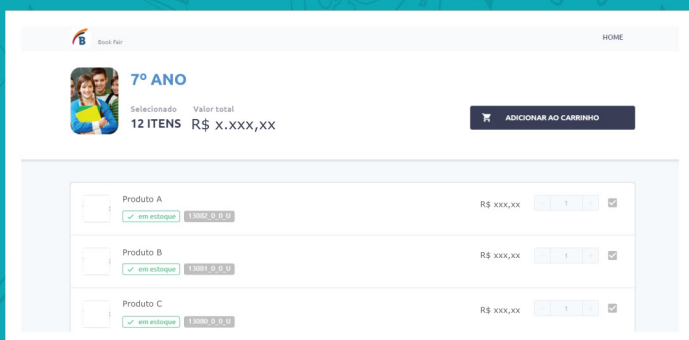 B Book Fair
HOME
7º ANO
Selecionado Valor total
12 ITENS R$ x.xxx,xx
ADICIONAR AO CARRINHO
Produto A
R$ xxx,xx - 1 +
em estoque 13082_0_0_U
Produto B
R$ xxx,xx - 1 +
em estoque 13081_0_0_U
Produto C
R$ xxx,xx - 1 +
em estoque 13080_0_0_U